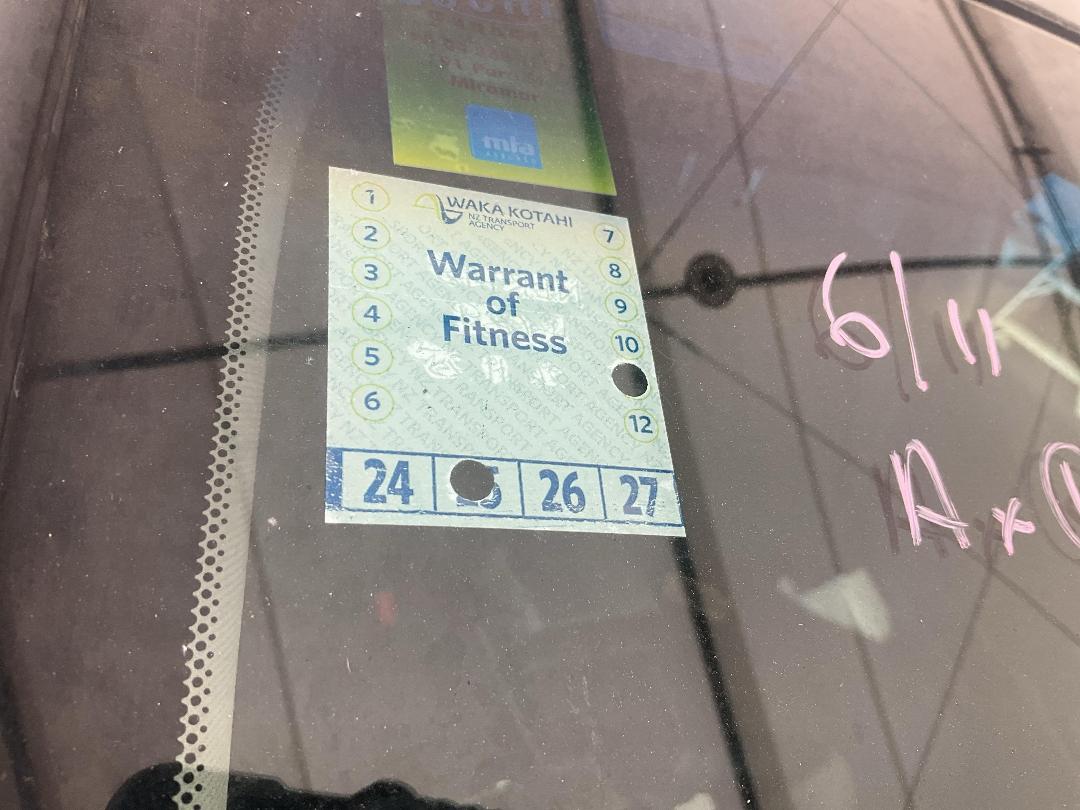 Miramar
mta
WAKA KOTAHI
NZ TRANSPORT
AGENCY
Warrant
of
Fitness
1
2
3
4
5
6
7
8
9
10
12
24 26 27
6/11
A x